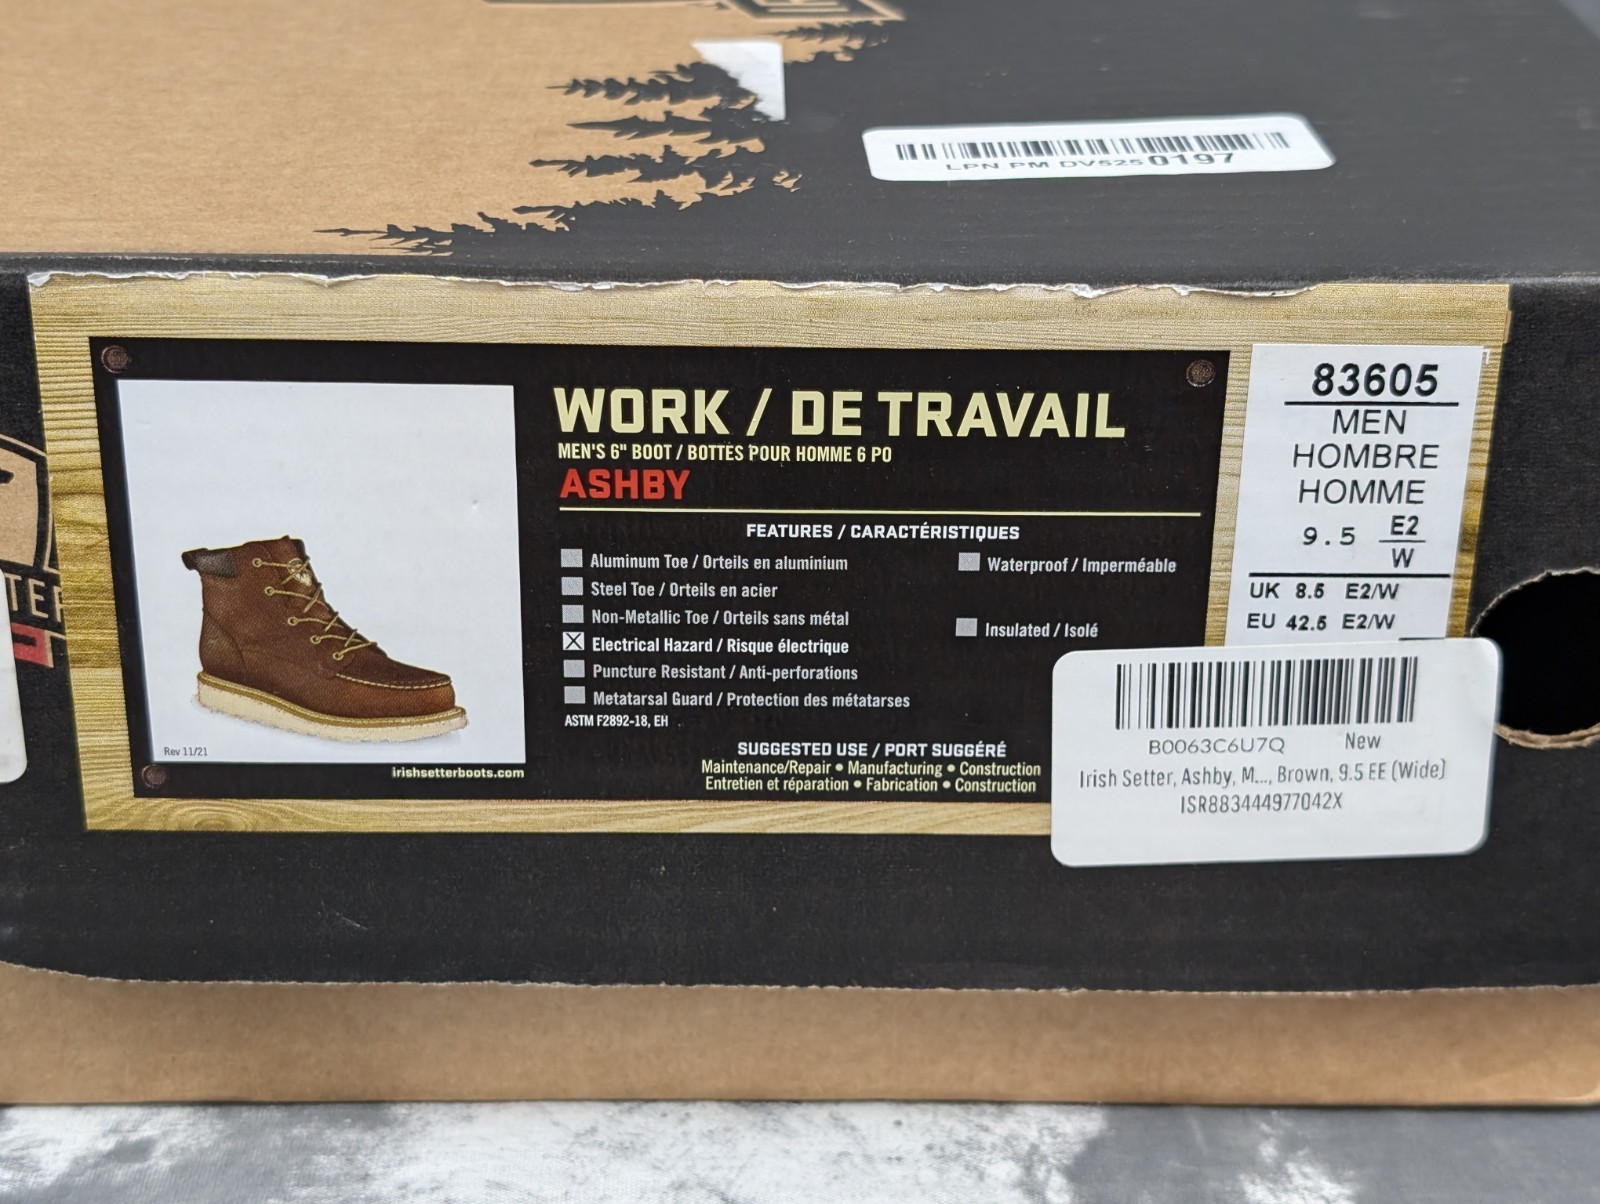 LPN PM DV525 0197
WORK / DE TRAVAIL
MEN'S 6" BOOT / BOTTES POUR HOMME 6 PO
ASHBY
FEATURES / CARACTÉRISTIQUES
Aluminum Toe / Orteils en aluminium
Steel Toe / Orteils en acier
Non-Metallic Toe / Orteils sans métal
Electrical Hazard / Risque électrique
Puncture Resistant / Anti-perforations
Metatarsal Guard / Protection des métatarses
Waterproof / Imperméable
Insulated / Isolé
ASTM F2892-18, EH
SUGGESTED USE / PORT SUGGÉRÉ
Maintenance/Repair • Manufacturing • Construction
Entretien et réparation • Fabrication • Construction
Rev 11/21
irishsetterboots.com
83605
MEN
HOMBRE
HOMME
9.5 E2
W
UK 8.5 E2/W
EU 42.5 E2/W
B0063C6U7Q New
Irish Setter, Ashby, M..., Brown, 9.5 EE (Wide)
ISR883444977042X